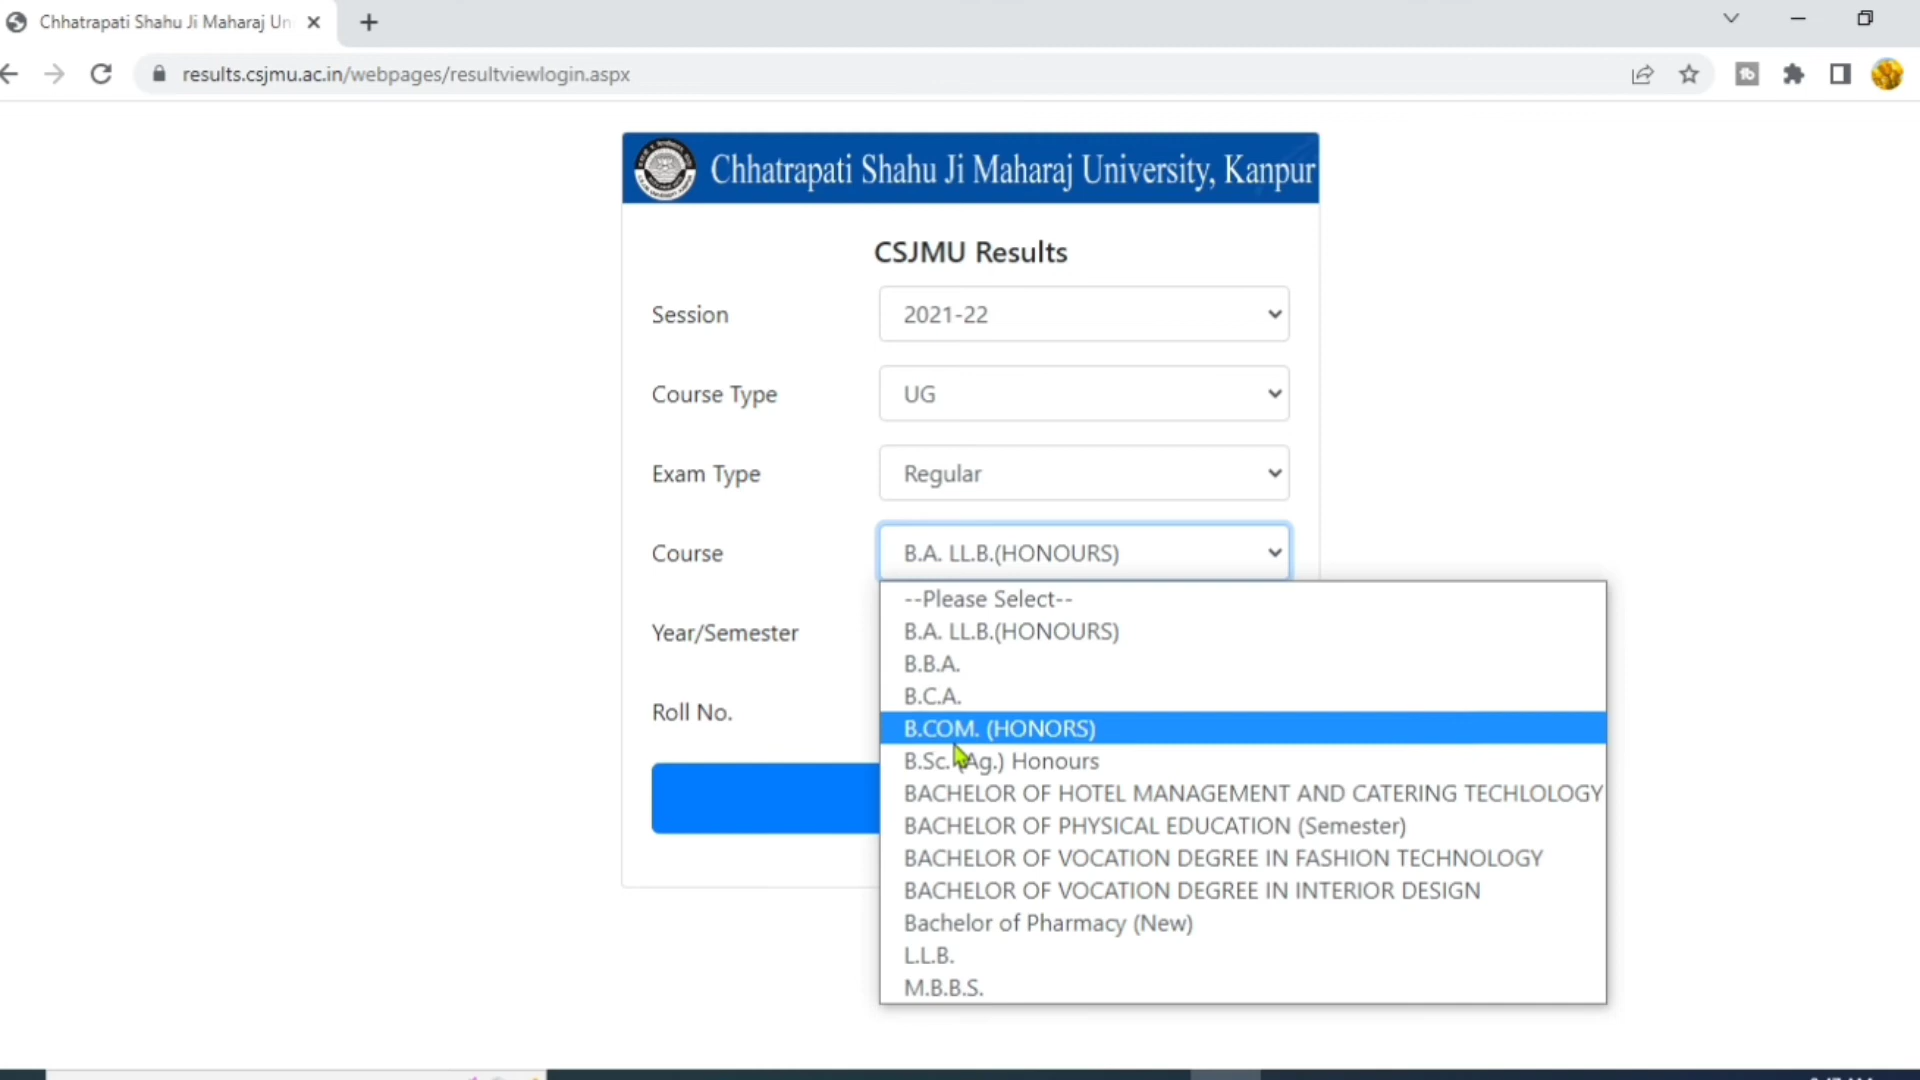 Chhatrapati Shahu Ji Maharaj Un
results.csjmu.ac.in/webpages/resultviewlogin.aspx
Chhatrapati Shahu Ji Maharaj University, Kanpur
CSJMU Results
Session 2021-22
Course Type UG
Exam Type Regular
Course B.A. LL.B.(HONOURS)
--Please Select--
B.A. LL.B.(HONOURS)
Year/Semester
B.B.A.
B.C.A.
Roll No.
B.COM. (HONORS)
B.Sc. (Ag.) Honours
BACHELOR OF HOTEL MANAGEMENT AND CATERING TECHLOLOGY
BACHELOR OF PHYSICAL EDUCATION (Semester)
BACHELOR OF VOCATION DEGREE IN FASHION TECHNOLOGY
BACHELOR OF VOCATION DEGREE IN INTERIOR DESIGN
Bachelor of Pharmacy (New)
L.L.B.
M.B.B.S.